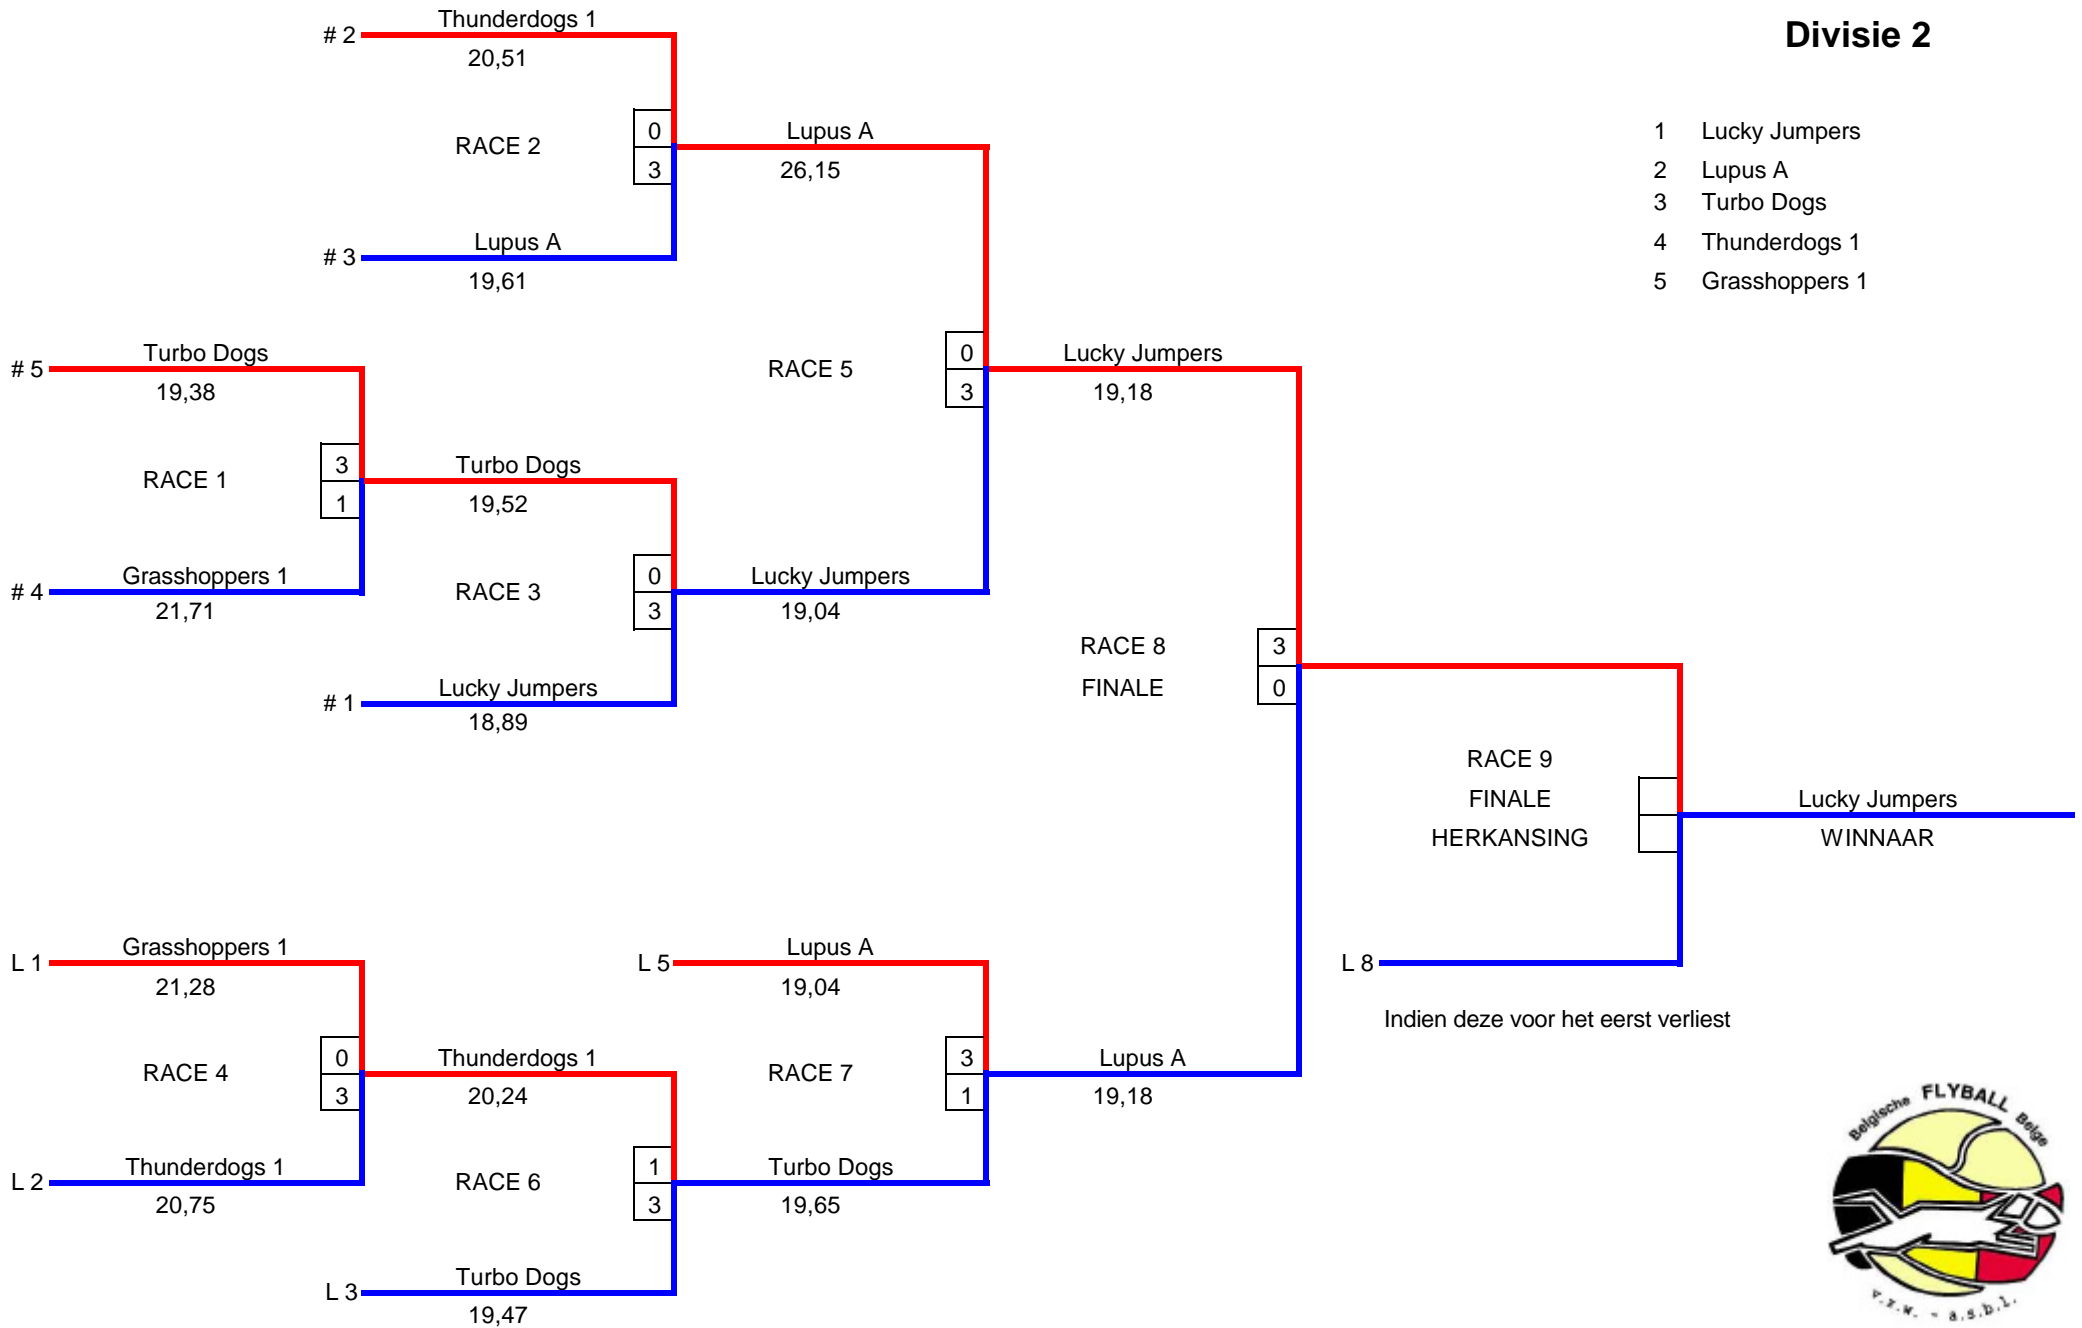 Divisie 2
1 Lucky Jumpers
2 Lupus A
3 Turbo Dogs
4 Thunderdogs 1
5 Grasshoppers 1
# 2 Thunderdogs 1
20,51
RACE 2
0
3
# 3 Lupus A
19,61
Lupus A
26,15
# 5 Turbo Dogs
19,38
RACE 1
3
1
# 4 Grasshoppers 1
21,71
Turbo Dogs
19,52
RACE 3
0
3
# 1 Lucky Jumpers
18,89
RACE 5
0
3
Lucky Jumpers
19,04
Lucky Jumpers
19,18
RACE 8
FINALE
3
0
RACE 9
FINALE
HERKANSING
Lucky Jumpers
WINNAAR
L 8
Indien deze voor het eerst verliest
L 1 Grasshoppers 1
21,28
RACE 4
0
3
L 2 Thunderdogs 1
20,75
Thunderdogs 1
20,24
RACE 6
1
3
L 3 Turbo Dogs
19,47
L 5 Lupus A
19,04
RACE 7
3
1
Turbo Dogs
19,65
Lupus A
19,18
Belgische FLYBALL Belge
v.z.w. - a.s.b.l.